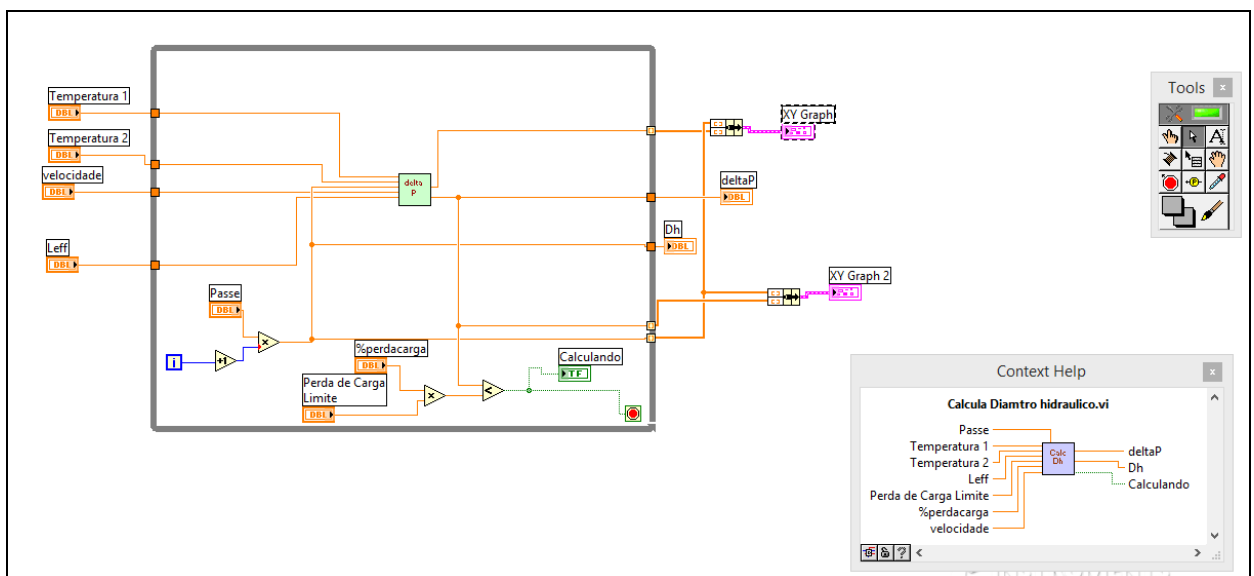 Temperatura 1
DBL
Temperatura 2
DBL
velocidade
DBL
Leff
DBL
Passe
DBL
i
+1
x
delta
P
%perdacarga
DBL
Perda de Carga
Limite
DBL
x
<
Calculando
TF
XY Graph
deltaP
DBL
Dh
DBL
XY Graph 2
Tools
x
A
P
Context Help
x
Calcula Diamtro hidraulico.vi
Passe
Temperatura 1
Temperatura 2
Leff
Perda de Carga Limite
%perdacarga
velocidade
Calc
Dh
deltaP
Dh
Calculando
?